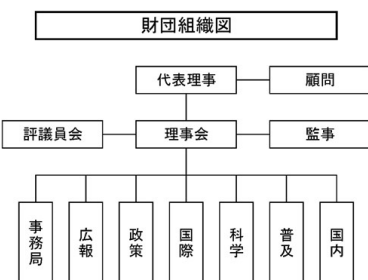 財団組織図
代表理事
顧問
評議員会
理事会
監事
事務局
広報
政策
国際
科学
普及
国内